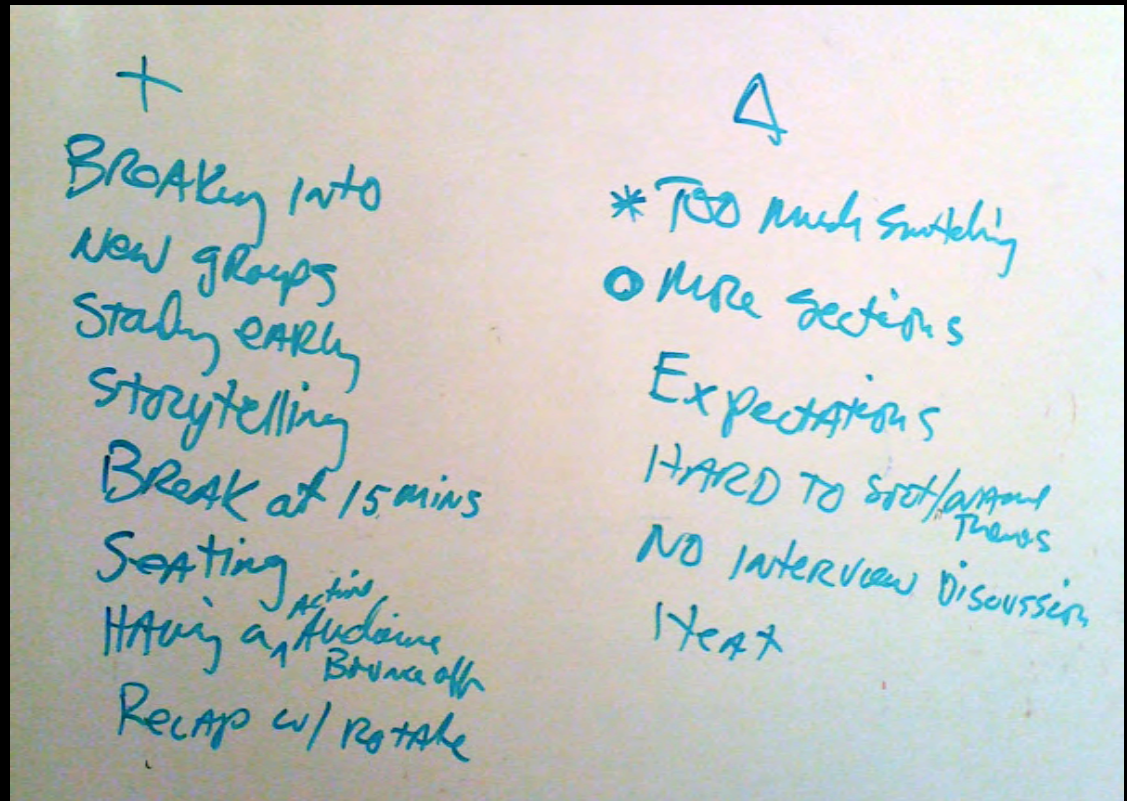 +
BREAKing into
New gRoups
Starting eARly
Storytelling
BReAK at 15 mins
SeATing
HAving a Active Audience
Bounce off
RecAP w/ RotAte
Δ
* Too much Switching
O More Sections
ExpectAtions
HARD TO Spot/
Themes
NO INterview Discussion
HeAt